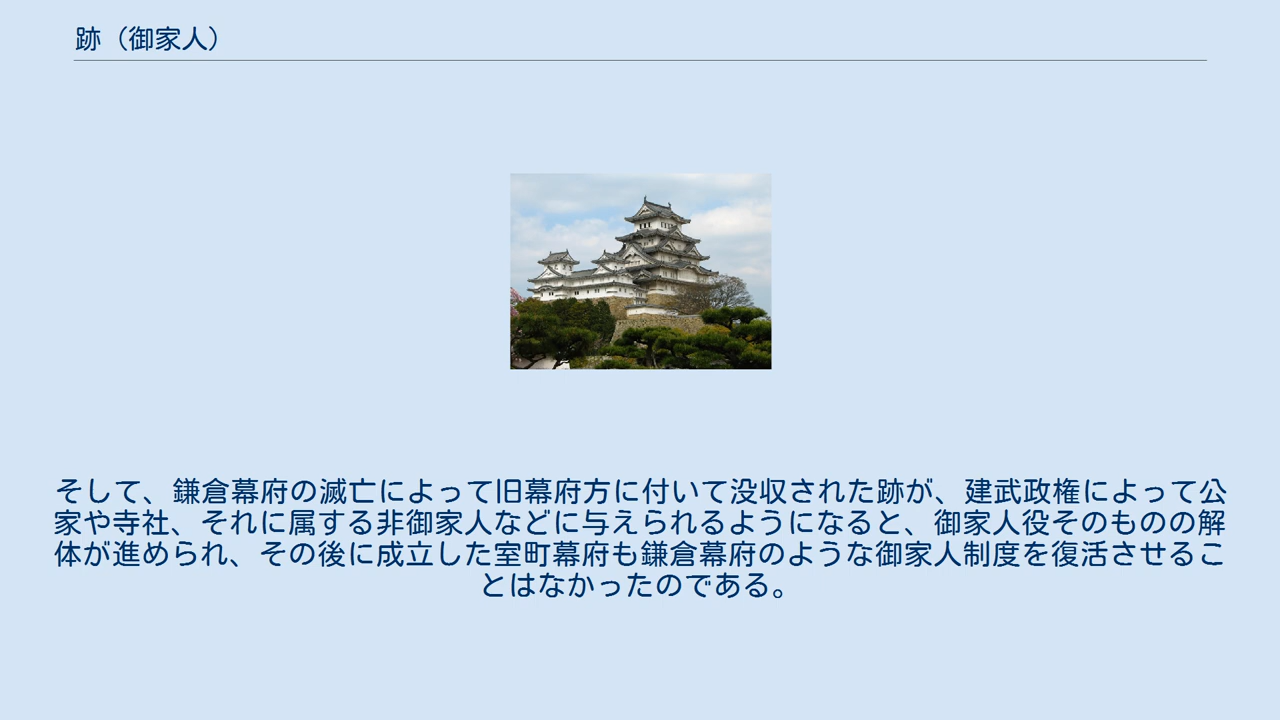 跡（御家人）
そして、鎌倉幕府の滅亡によって旧幕府方に付いて没収された跡が、建武政権によって公
家や寺社、それに属する非御家人などに与えられるようになると、御家人役そのものの解
体が進められ、その後に成立した室町幕府も鎌倉幕府のような御家人制度を復活させるこ
とはなかったのである。